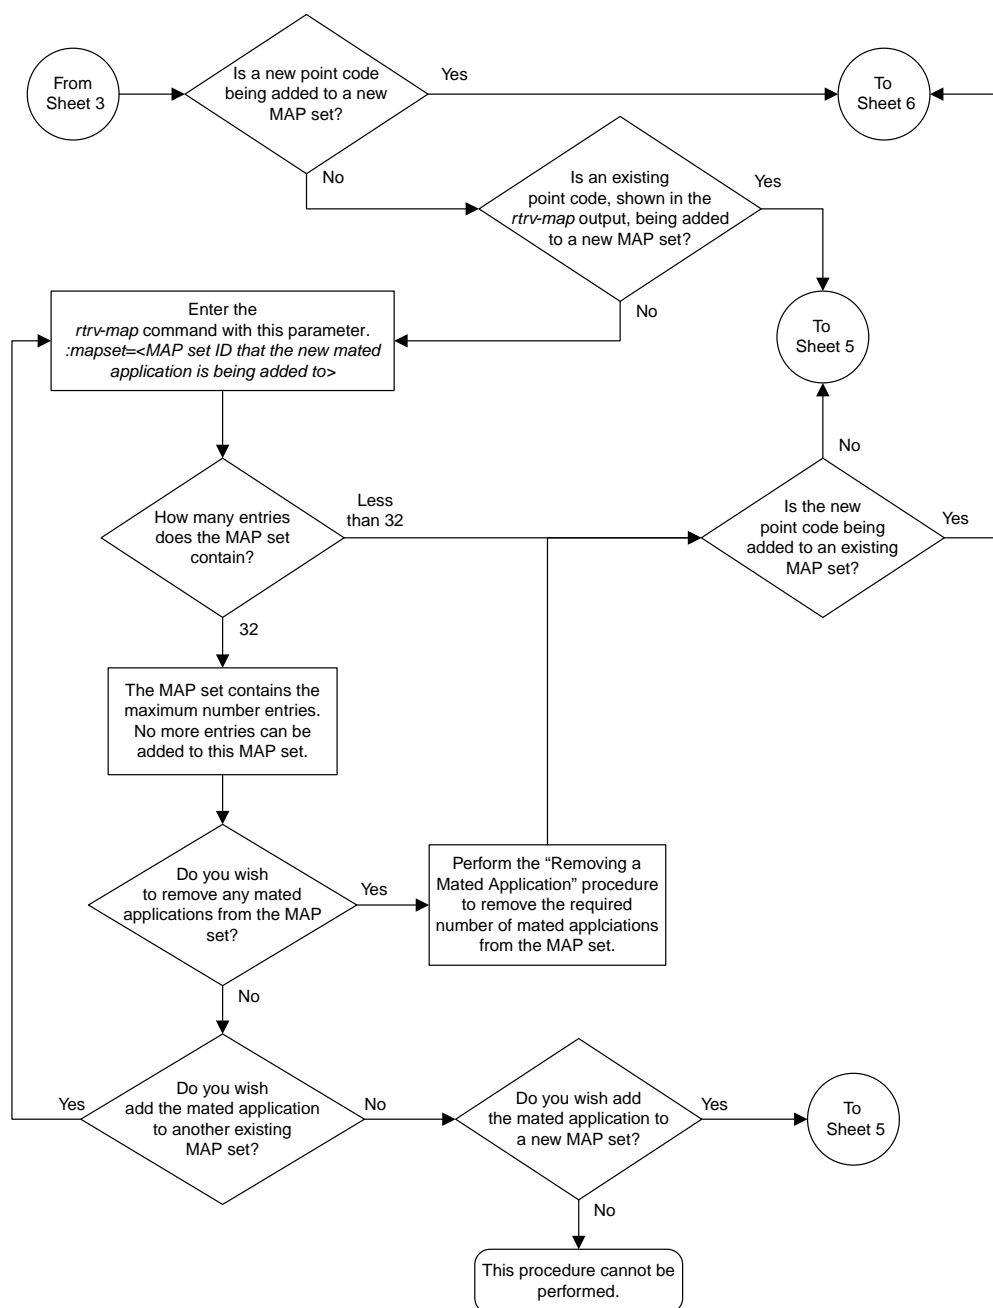 From
Sheet 3
Is a new point code
being added to a new
MAP set?
Yes
To
Sheet 6
No
Is an existing
point code, shown in the
rtrv-map output, being added
to a new MAP set?
Yes
No
To
Sheet 5
Enter the
rtrv-map command with this parameter.
:mapset=<MAP set ID that the new mated
application is being added to>
How many entries
does the MAP set
contain?
Less
than 32
No
Is the new
point code being
added to an existing
MAP set?
Yes
32
The MAP set contains the
maximum number entries.
No more entries can be
added to this MAP set.
Do you wish
to remove any mated
applications from the MAP
set?
Yes
Perform the “Removing a
Mated Application” procedure
to remove the required
number of mated applciations
from the MAP set.
No
Yes
Do you wish
add the mated application
to another existing
MAP set?
No
Do you wish add
the mated application to
a new MAP set?
Yes
To
Sheet 5
No
This procedure cannot be
performed.